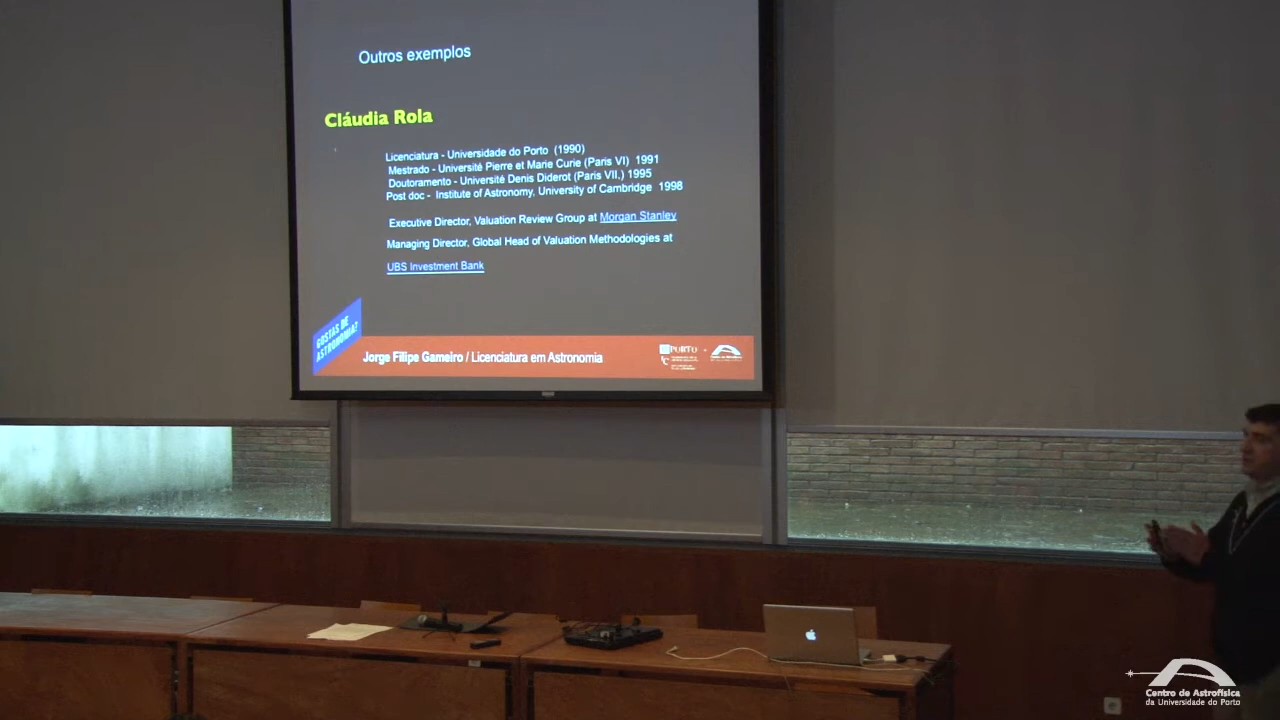 Outros exemplos
Cláudia Rola
Licenciatura - Universidade do Porto (1990)
Mestrado - Université Pierre et Marie Curie (Paris VI) 1991
Doutoramento - Université Denis Diderot (Paris VII,) 1995
Post doc - Institute of Astronomy, University of Cambridge 1998
Executive Director, Valuation Review Group at Morgan Stanley
Managing Director, Global Head of Valuation Methodologies at
UBS Investment Bank
GOSTAS DE
ASTRONOMIA?
Jorge Filipe Gameiro / Licenciatura em Astronomia
PORTO
Centro de Astrofísica
da Universidade do Porto